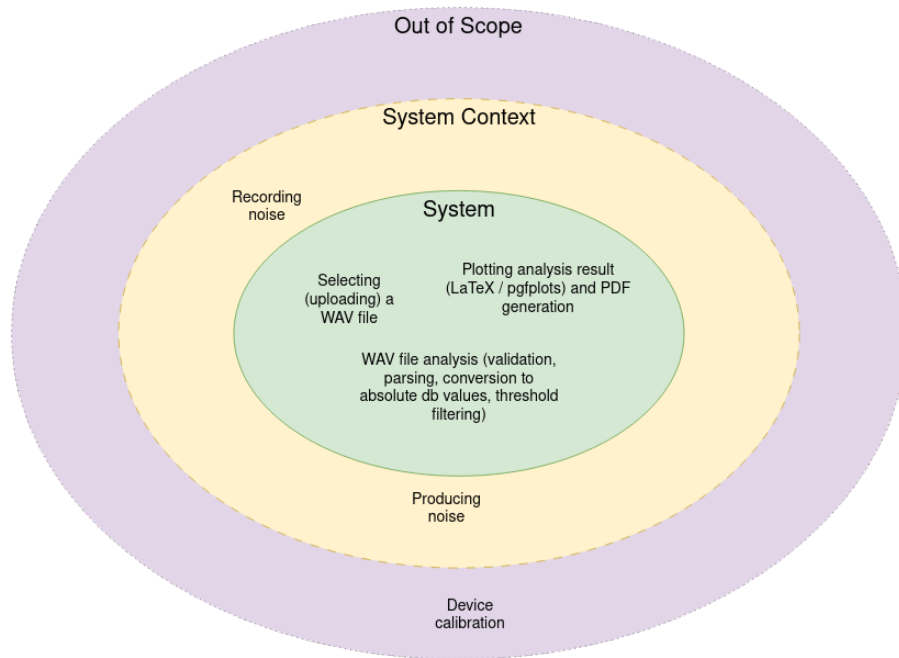 Out of Scope
System Context
Recording
noise
System
Selecting
(uploading) a
WAV file
Plotting analysis result
(LaTeX / pgfplots) and PDF
generation
WAV file analysis (validation,
parsing, conversion to
absolute db values, threshold
filtering)
Producing
noise
Device
calibration